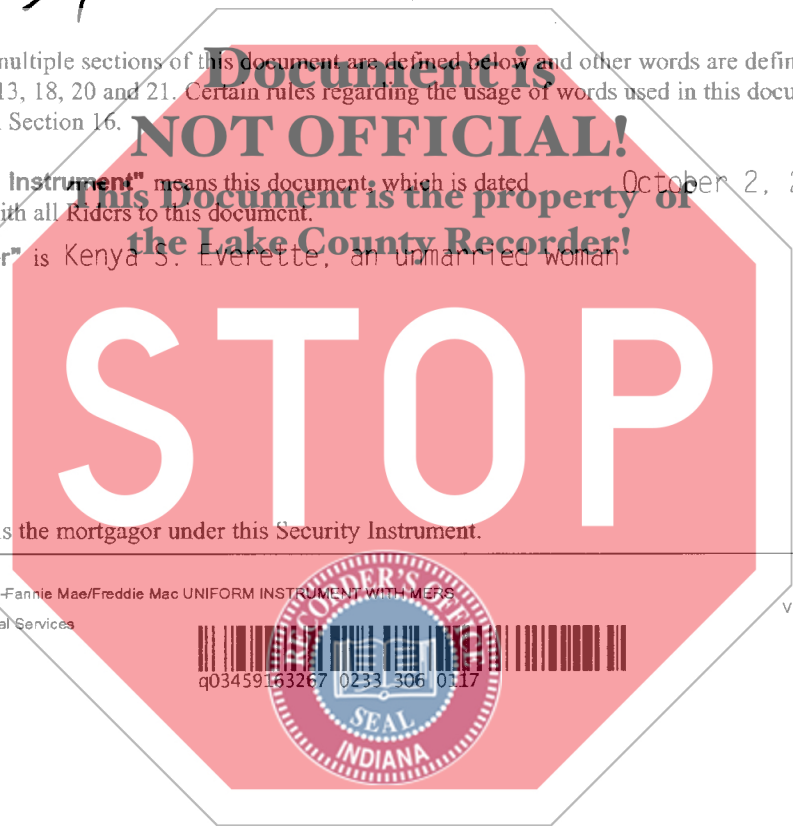 multiple sections of this document are defined below and other words are defin
Document is
13, 18, 20 and 21. Certain rules regarding the usage of words used in this docu
Section 16.
NOT OFFICIAL!
Instrument" means this document, which is dated October 2, 2
This Document is the property of
with all Riders to this document.
the Lake County Recorder!
r" is Kenya S. Everette, an unmarried woman
STOP
is the mortgagor under this Security Instrument.
-Fannie Mae/Freddie Mac UNIFORM INSTRUMENT WITH MERS
al Services
V
q03459163267 0233 306 0117
RECORDER'S OFFICE
SEAL
INDIANA